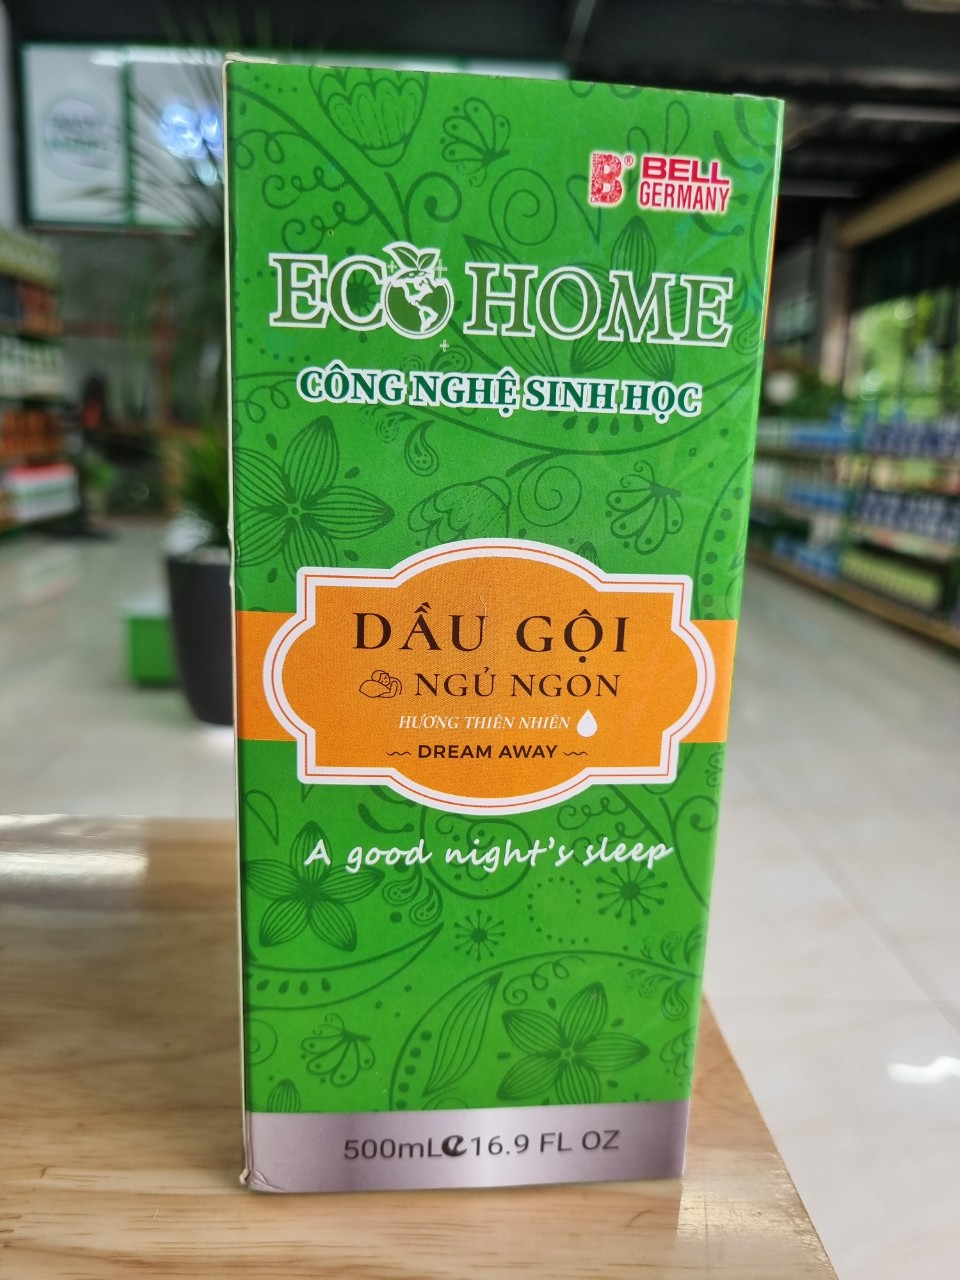 B® BELL
GERMANY
ECO HOME
CÔNG NGHỆ SINH HỌC
DẦU GỘI
NGỦ NGON
HƯƠNG THIÊN NHIÊN
DREAM AWAY
A good night's sleep
500mL℮16.9 FL OZ